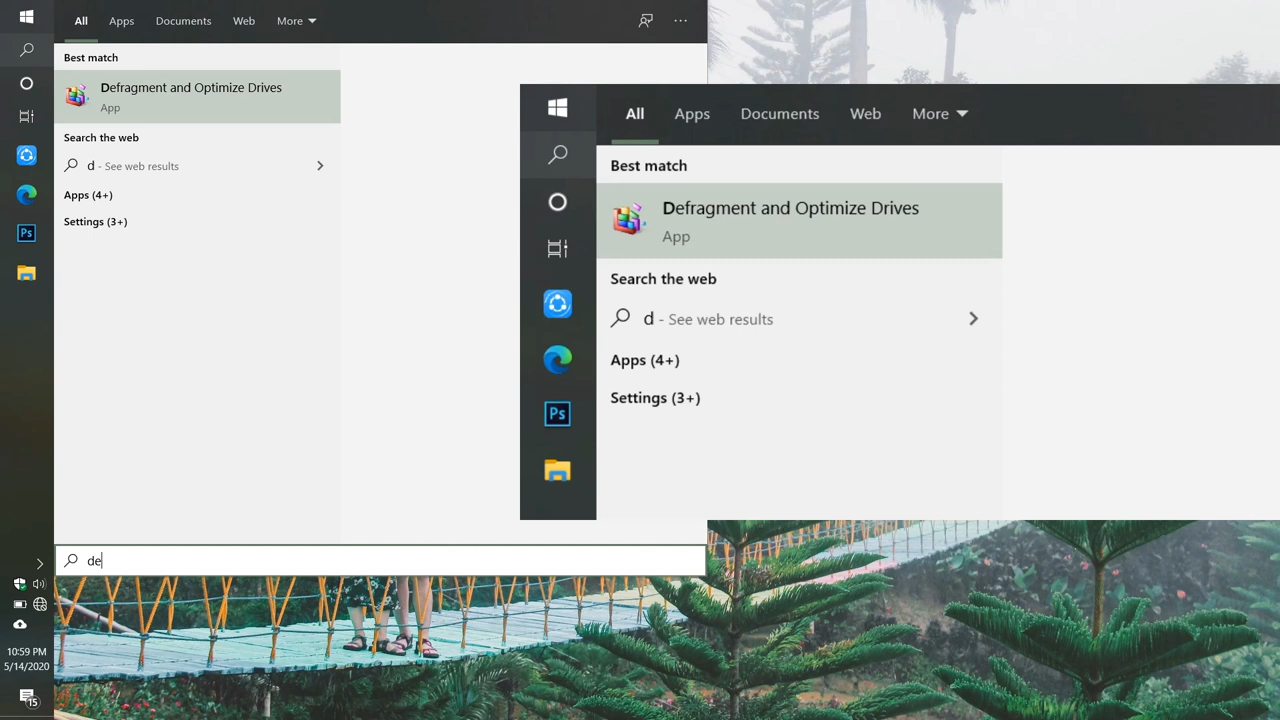 All Apps Documents Web More
Best match
Defragment and Optimize Drives
App
Search the web
d - See web results
Apps (4+)
Settings (3+)
Ps
de
10:59 PM
5/14/2020
15
All Apps Documents Web More
Best match
Defragment and Optimize Drives
App
Search the web
d - See web results
Apps (4+)
Settings (3+)
Ps